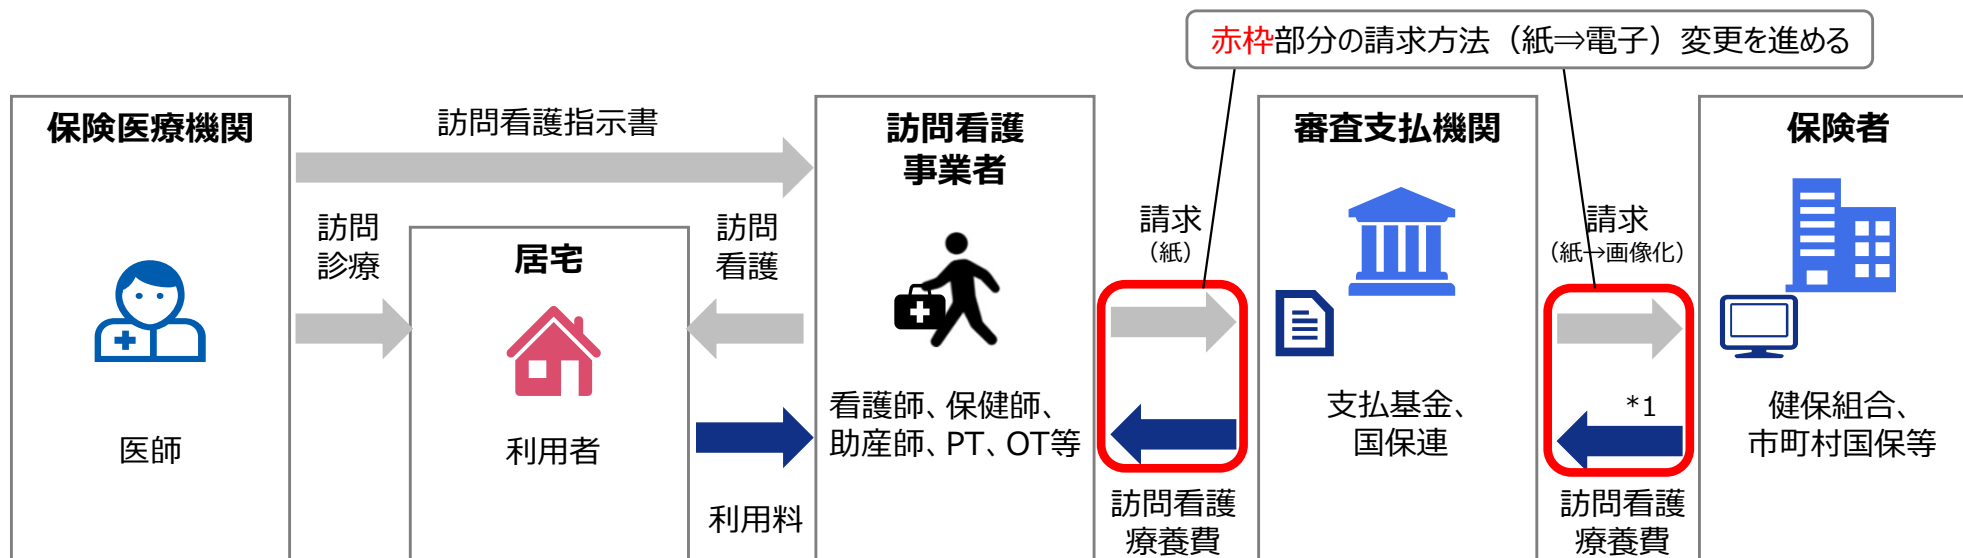 赤枠部分の請求方法（紙⇒電子）変更を進める
保険医療機関
訪問看護指示書
訪問看護
事業者
審査支払機関
保険者
訪問
診療
居宅
訪問
看護
請求
（紙）
請求
（紙→画像化）
医師
利用者
看護師、保健師、
助産師、PT、OT等
支払基金、
国保連
*1
健保組合、
市町村国保等
利用料
訪問看護
療養費
訪問看護
療養費